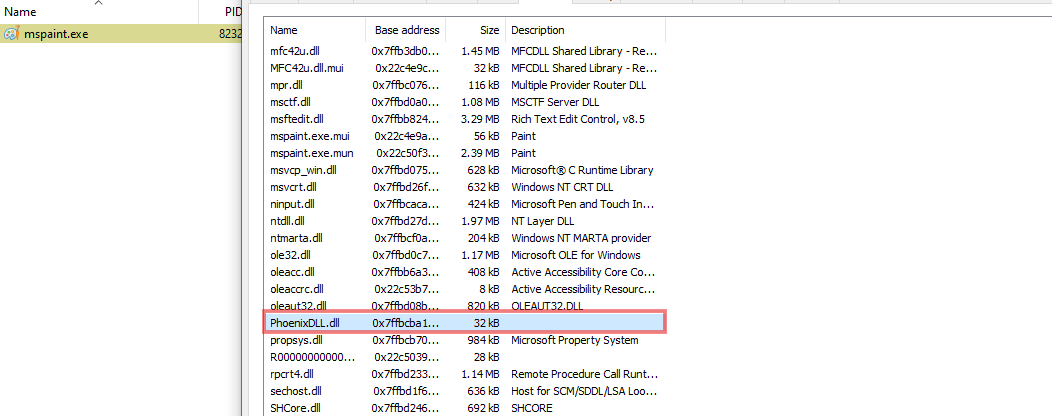 Name PID
mspaint.exe 8232
Name Base address Size Description
mfc42u.dll 0x7ffb3db0... 1.45 MB MFCDLL Shared Library - Re...
MFC42u.dll.mui 0x22c4e9c... 32 kB MFCDLL Shared Library - Re...
mpr.dll 0x7ffbc076... 116 kB Multiple Provider Router DLL
msctf.dll 0x7ffbd0a0... 1.08 MB MSCTF Server DLL
msftedit.dll 0x7ffbb824... 3.29 MB Rich Text Edit Control, v8.5
mspaint.exe.mui 0x22c4e9a... 56 kB Paint
mspaint.exe.mun 0x22c50f3... 2.39 MB Paint
msvcp_win.dll 0x7ffbd075... 628 kB Microsoft® C Runtime Library
msvcrt.dll 0x7ffbd26f... 632 kB Windows NT CRT DLL
ninput.dll 0x7ffbcaca... 424 kB Microsoft Pen and Touch In...
ntdll.dll 0x7ffbd27d... 1.97 MB NT Layer DLL
ntmarta.dll 0x7ffbcf0a... 204 kB Windows NT MARTA provider
ole32.dll 0x7ffbd0c7... 1.17 MB Microsoft OLE for Windows
oleacc.dll 0x7ffbb6a3... 408 kB Active Accessibility Core Co...
oleaccrc.dll 0x22c53b7... 8 kB Active Accessibility Resourc...
oleaut32.dll 0x7ffbd08b... 820 kB OLEAUT32.DLL
PhoenixDLL.dll 0x7ffbcba1... 32 kB
propsys.dll 0x7ffbcb70... 984 kB Microsoft Property System
R00000000000... 0x22c5039... 28 kB
rpcrt4.dll 0x7ffbd233... 1.14 MB Remote Procedure Call Runt...
sechost.dll 0x7ffbd1f6... 636 kB Host for SCM/SDDL/LSA Loo...
SHCore.dll 0x7ffbd246... 692 kB SHCORE